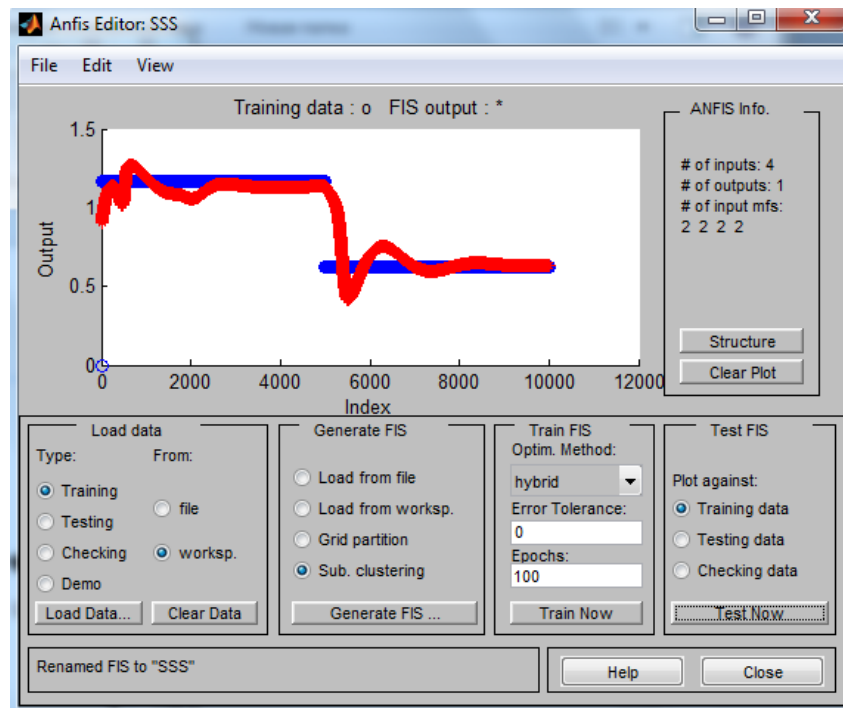 Anfis Editor: SSS
File Edit View
Training data : o FIS output : *
1.5
1
0.5
0
Output
0 2000 4000 6000 8000 10000 12000
Index
ANFIS Info.
# of inputs: 4
# of outputs: 1
# of input mfs:
2 2 2 2
Structure
Clear Plot
Load data
Type: From:
Training
file
Testing
Checking
worksp.
Demo
Load Data... Clear Data
Generate FIS
Load from file
Load from worksp.
Grid partition
Sub. clustering
Generate FIS ...
Train FIS
Optim. Method:
hybrid
Error Tolerance:
0
Epochs:
100
Train Now
Test FIS
Plot against:
Training data
Testing data
Checking data
Test Now
Renamed FIS to "SSS"
Help Close